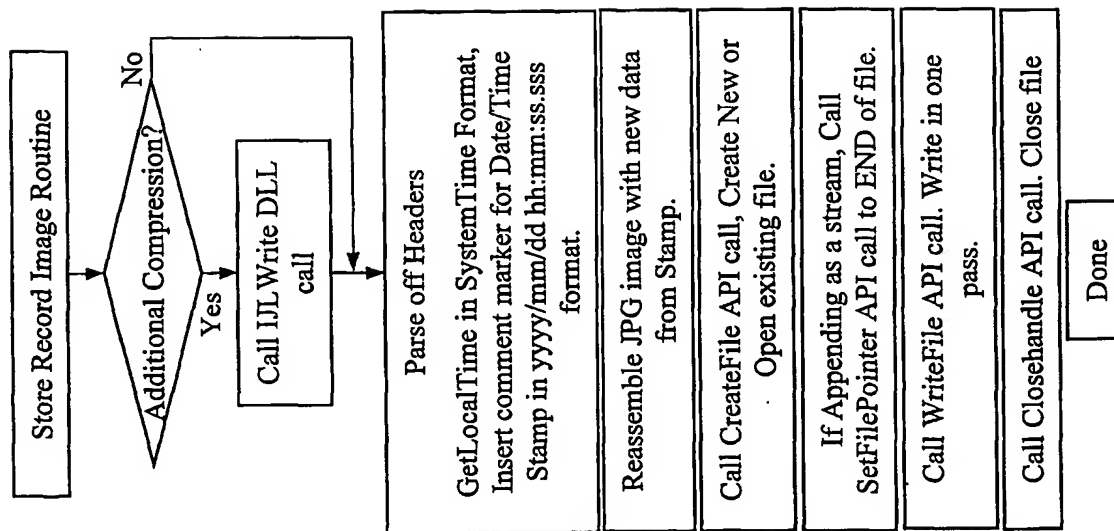 Store Record Image Routine
Additional Compression?
No
Yes
Call IJL Write DLL
call
Parse off Headers
GetLocalTime in SystemTime Format,
Insert comment marker for Date/Time
Stamp in yyyy/mm/dd hh:mm:ss.sss
format.
Reassemble JPG image with new data
from Stamp.
Call CreateFile API call, Create New or
Open existing file.
If Appending as a stream, Call
SetFilePointer API call to END of file.
Call WriteFile API call. Write in one
pass.
Call Closehandle API call. Close file
Done